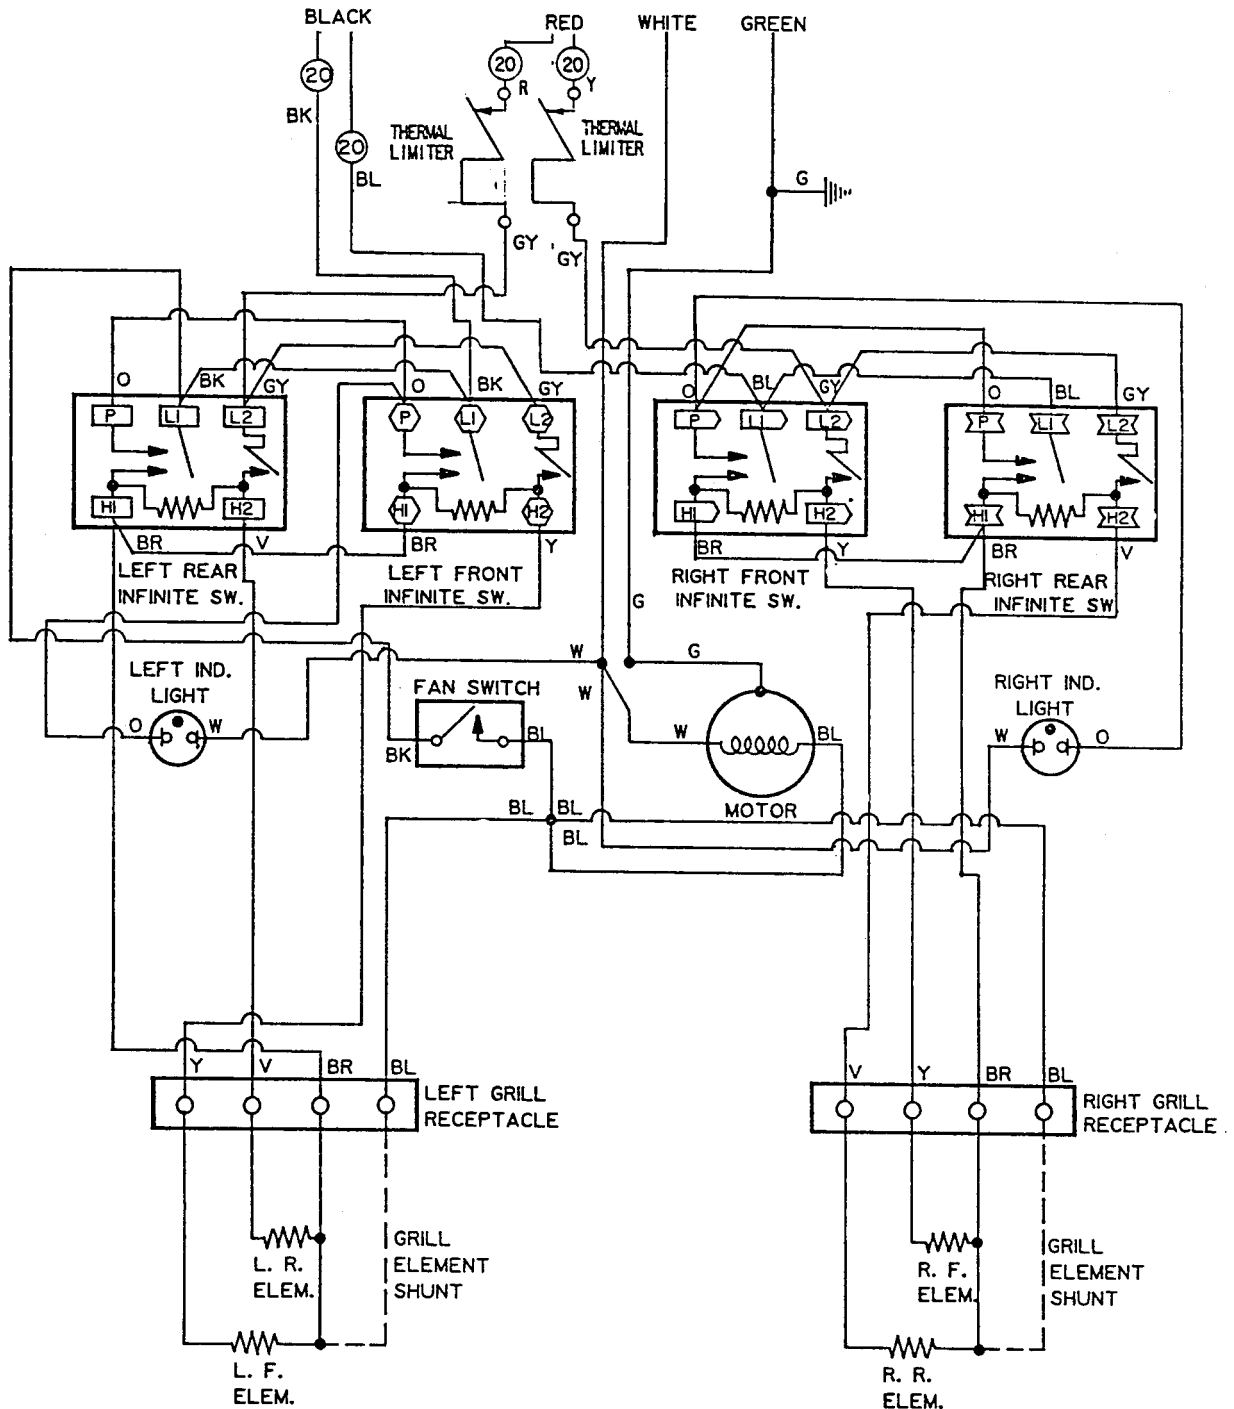 BLACK
RED
WHITE
GREEN
20
20
20
R
Y
BK
20
BL
THERMAL
LIMITER
THERMAL
LIMITER
G
GY
GY
O
BK
GY
O
BK
GY
O
BL
GY
O
BL
GY
P
L1
L2
P
L1
L2
P
L1
L2
P
L1
L2
H1
H2
H1
H2
H1
H2
H1
H2
BR
V
BR
Y
BR
Y
BR
V
LEFT REAR
INFINITE SW.
LEFT FRONT
INFINITE SW.
RIGHT FRONT
INFINITE SW.
RIGHT REAR
INFINITE SW
G
W
G
W
LEFT IND.
LIGHT
O
W
FAN SWITCH
BK
BL
W
BL
MOTOR
RIGHT IND.
LIGHT
W
O
BL
BL
BL
Y
V
BR
BL
LEFT GRILL
RECEPTACLE
V
Y
BR
BL
RIGHT GRILL
RECEPTACLE
L. R.
ELEM.
GRILL
ELEMENT
SHUNT
L. F.
ELEM.
R. F.
ELEM.
GRILL
ELEMENT
SHUNT
R. R.
ELEM.